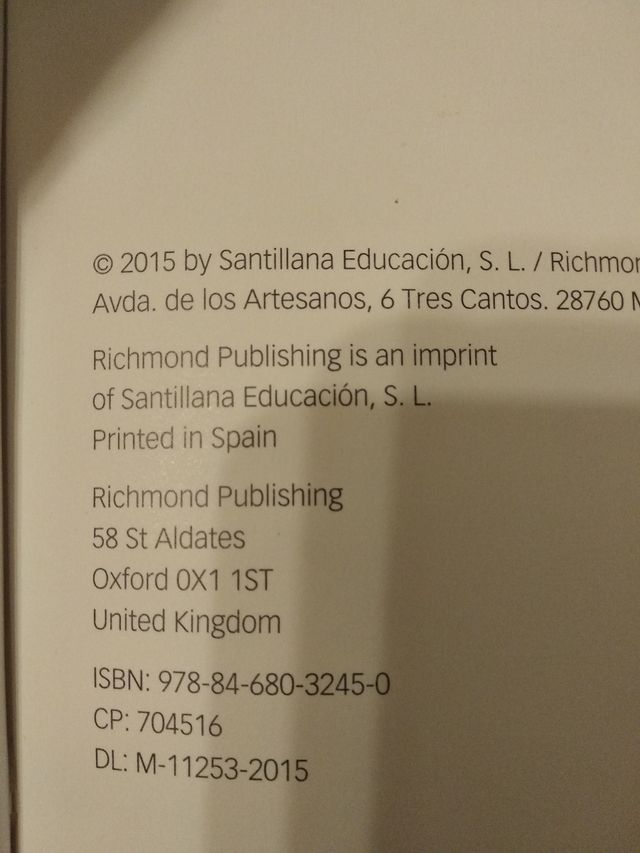 © 2015 by Santillana Educación, S. L. / Richmon
Avda. de los Artesanos, 6 Tres Cantos. 28760 M
Richmond Publishing is an imprint
of Santillana Educación, S. L.
Printed in Spain
Richmond Publishing
58 St Aldates
Oxford OX1 1ST
United Kingdom
ISBN: 978-84-680-3245-0
CP: 704516
DL: M-11253-2015